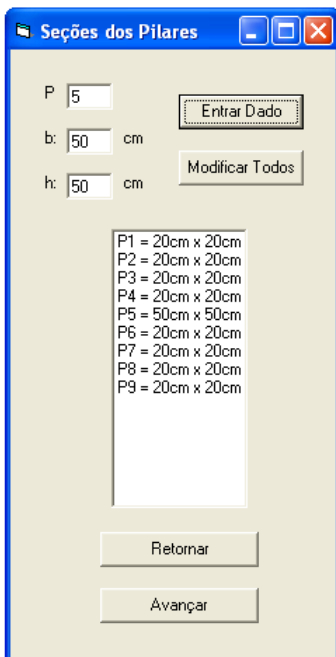 Seções dos Pilares
P 5
Entrar Dado
b: 50 cm
Modificar Todos
h: 50 cm
P1 = 20cm x 20cm
P2 = 20cm x 20cm
P3 = 20cm x 20cm
P4 = 20cm x 20cm
P5 = 50cm x 50cm
P6 = 20cm x 20cm
P7 = 20cm x 20cm
P8 = 20cm x 20cm
P9 = 20cm x 20cm
Retornar
Avançar